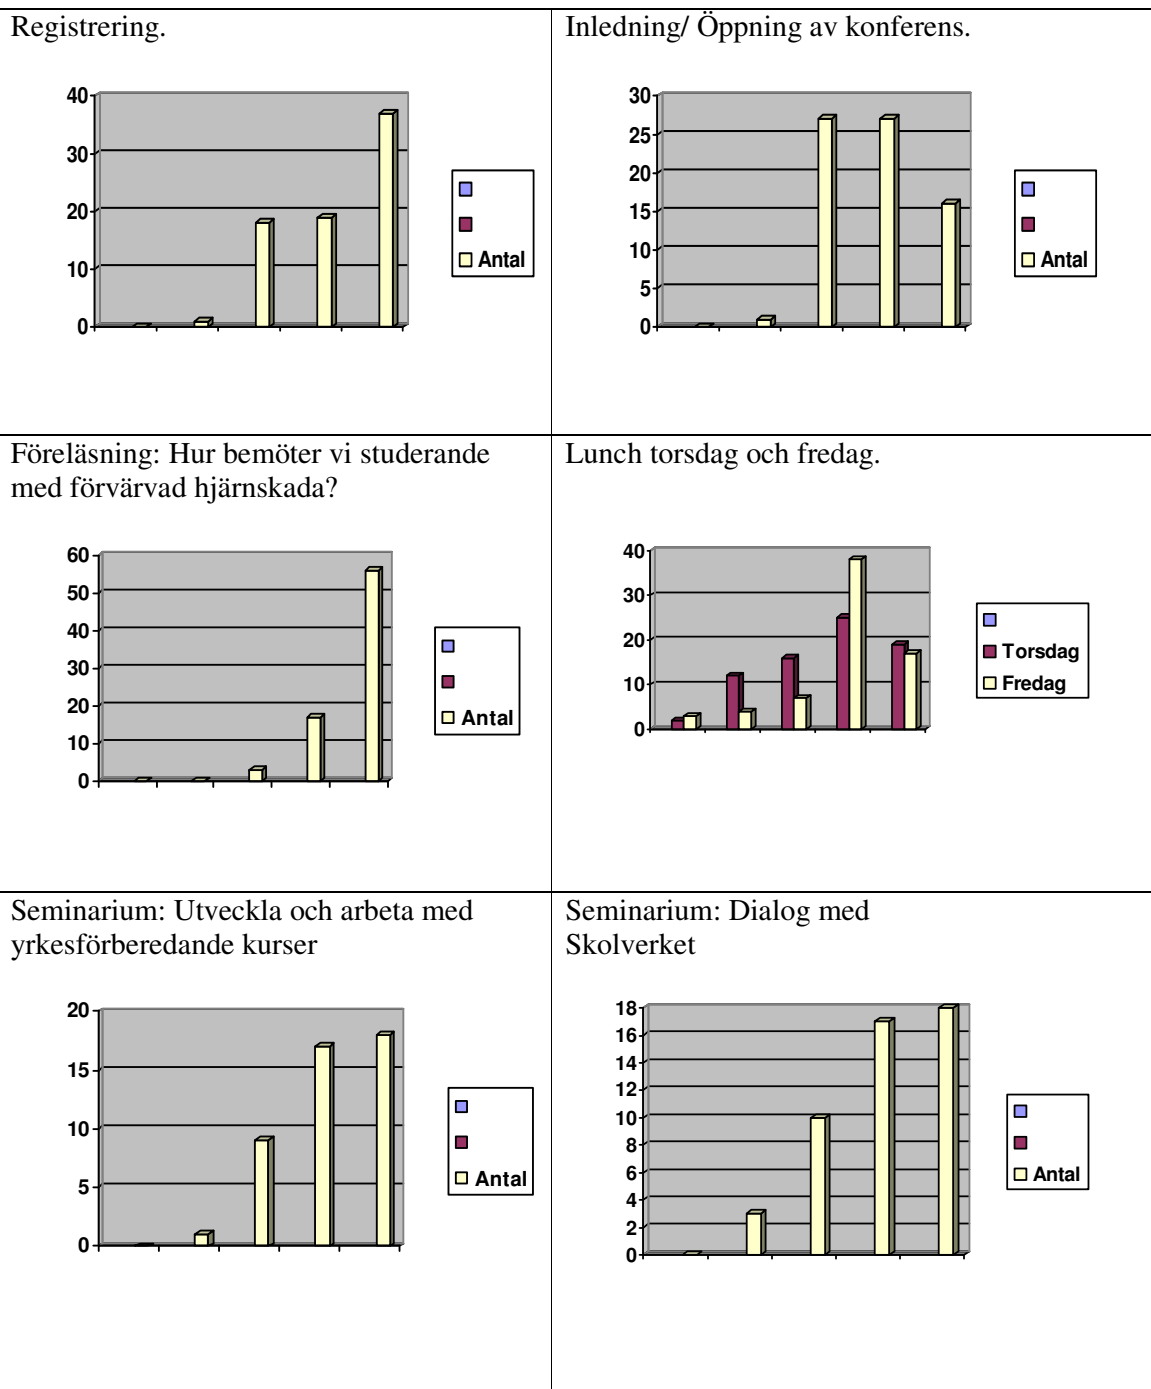 Registrering.
40
30
20
10
0
Antal
Inledning/ Öppning av konferens.
30
25
20
15
10
5
0
Antal
Föreläsning: Hur bemöter vi studerande
med förvärvad hjärnskada?
60
50
40
30
20
10
0
Antal
Lunch torsdag och fredag.
40
30
20
10
0
Torsdag
Fredag
Seminarium: Utveckla och arbeta med
yrkesförberedande kurser
20
15
10
5
0
Antal
Seminarium: Dialog med
Skolverket
18
16
14
12
10
8
6
4
2
0
Antal